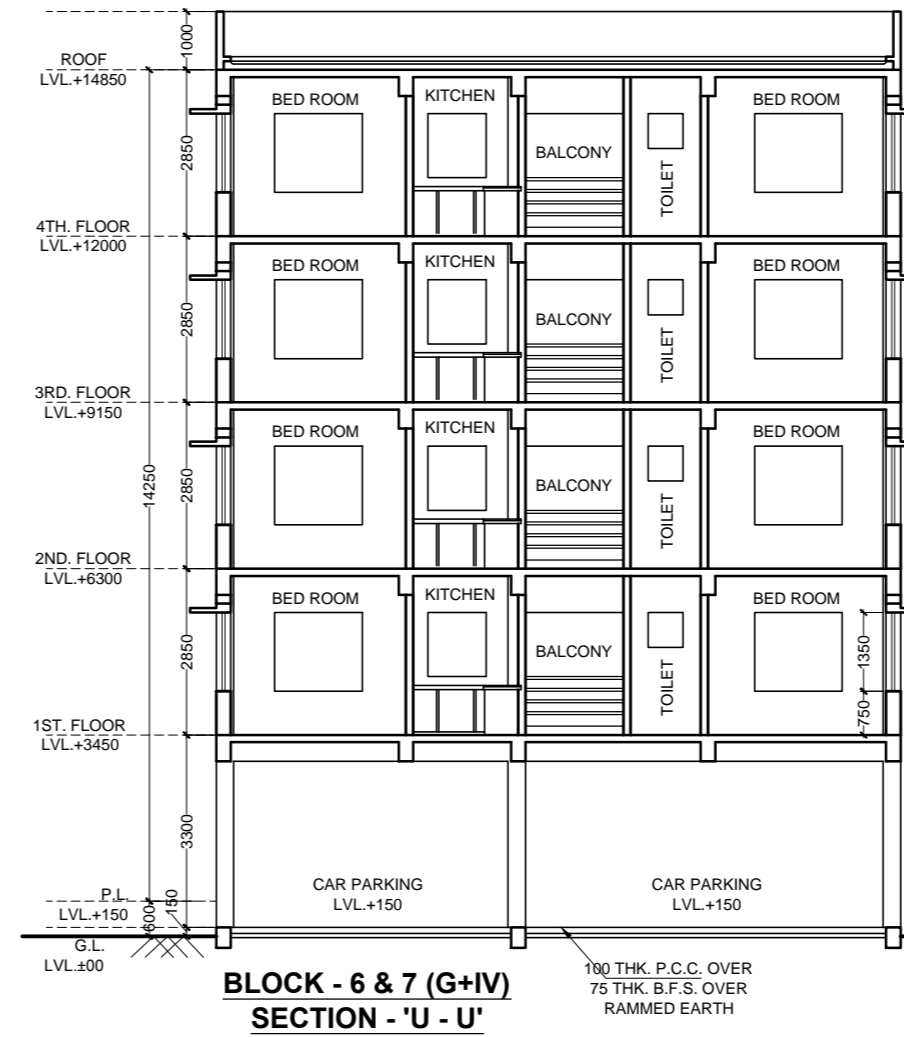 1000
ROOF
LVL.+14850
BED ROOM
KITCHEN
BALCONY
TOILET
BED ROOM
2850
4TH. FLOOR
LVL.+12000
BED ROOM
KITCHEN
BALCONY
TOILET
BED ROOM
2850
3RD. FLOOR
LVL.+9150
BED ROOM
KITCHEN
BALCONY
TOILET
BED ROOM
14250
2850
2ND. FLOOR
LVL.+6300
BED ROOM
KITCHEN
BALCONY
TOILET
BED ROOM
2850
1350
750
1ST. FLOOR
LVL.+3450
3300
CAR PARKING
LVL.+150
CAR PARKING
LVL.+150
P.L.
LVL.+150
600
150
G.L.
LVL.±00
BLOCK - 6 & 7 (G+IV)
SECTION - 'U - U'
100 THK. P.C.C. OVER
75 THK. B.F.S. OVER
RAMMED EARTH